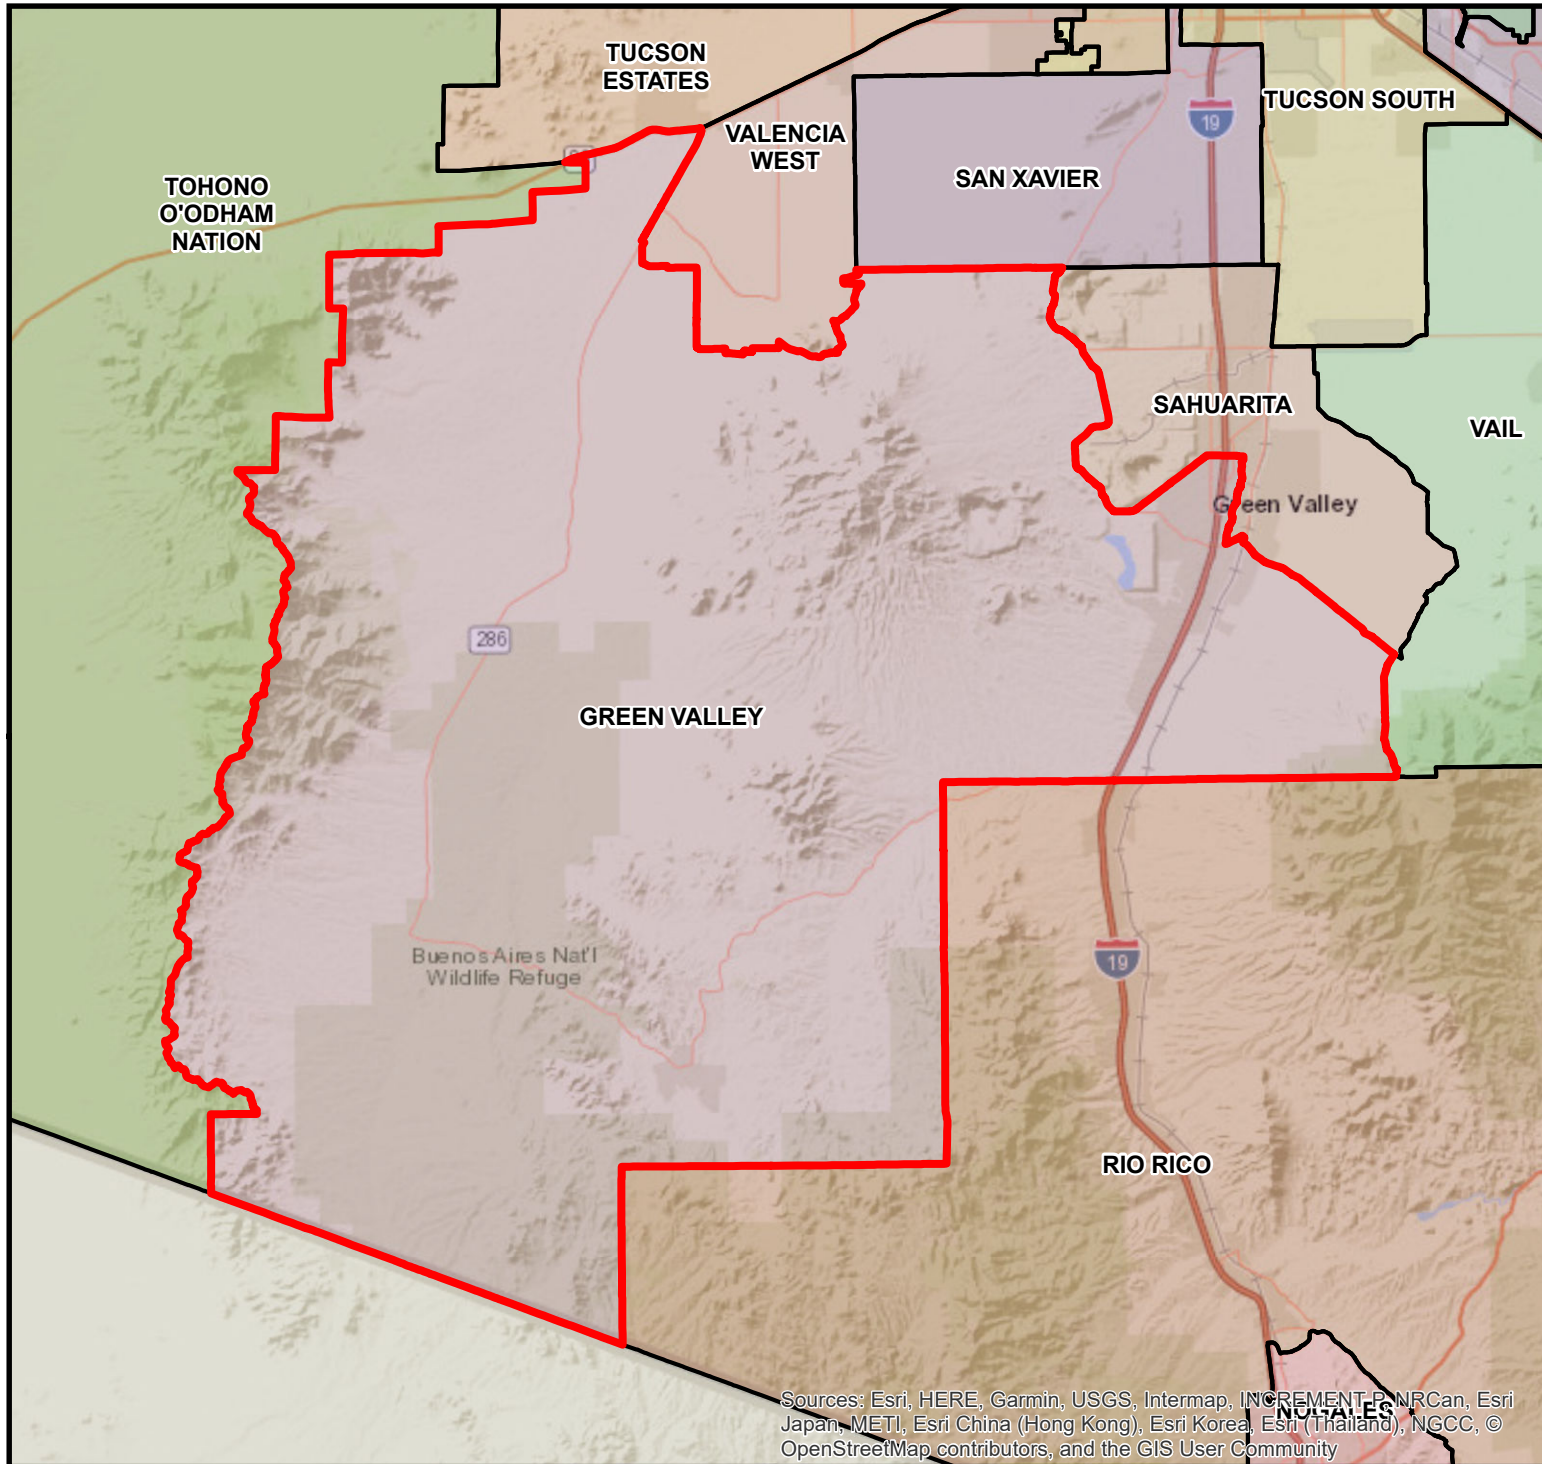 TUCSON
ESTATES
VALENCIA
WEST
SAN XAVIER
19
TUCSON SOUTH
TOHONO
O'ODHAM
NATION
SAHUARITA
VAIL
Green Valley
286
GREEN VALLEY
Buenos Aires Nat'l
Wildlife Refuge
19
RIO RICO
NOGALES
Sources: Esri, HERE, Garmin, USGS, Intermap, INCREMENT P, NRCan, Esri
Japan, METI, Esri China (Hong Kong), Esri Korea, Esri (Thailand), NGCC, ©
OpenStreetMap contributors, and the GIS User Community